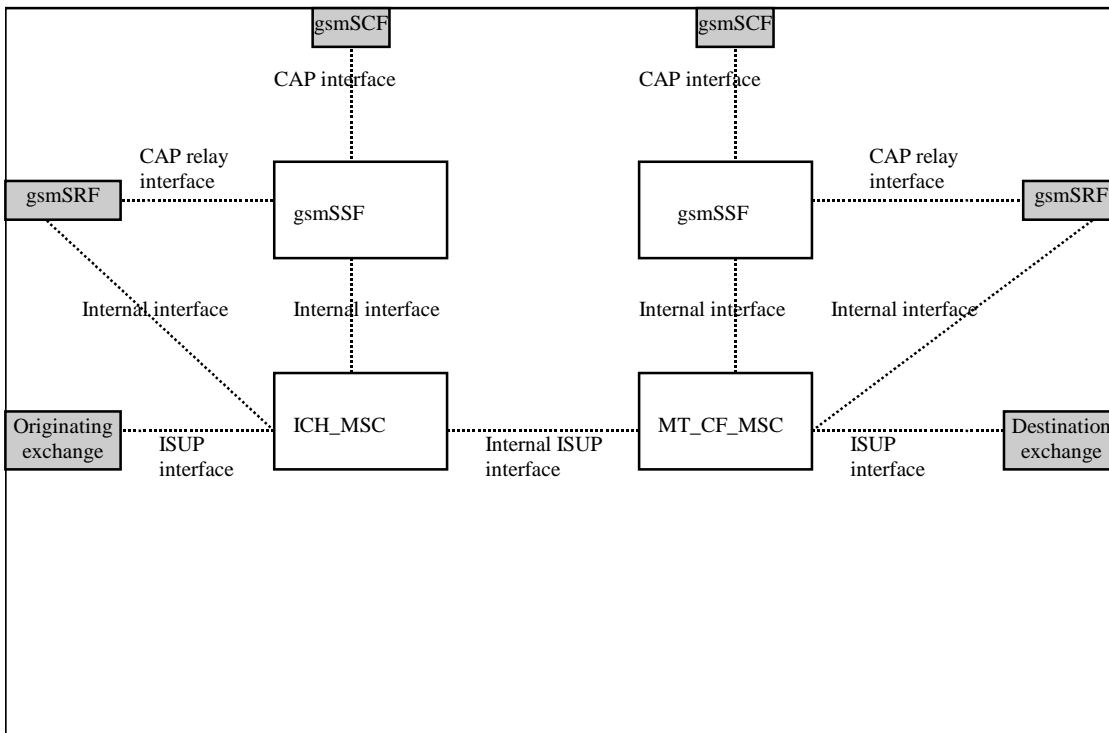 gsmSCF
gsmSCF
CAP interface
CAP interface
CAP relay
interface
CAP relay
interface
gsmSRF
gsmSSF
gsmSSF
gsmSRF
Internal interface
Internal interface
Internal interface
Internal interface
Originating
exchange
ISUP
interface
ICH_MSC
Internal ISUP
interface
MT_CF_MSC
ISUP
interface
Destination
exchange